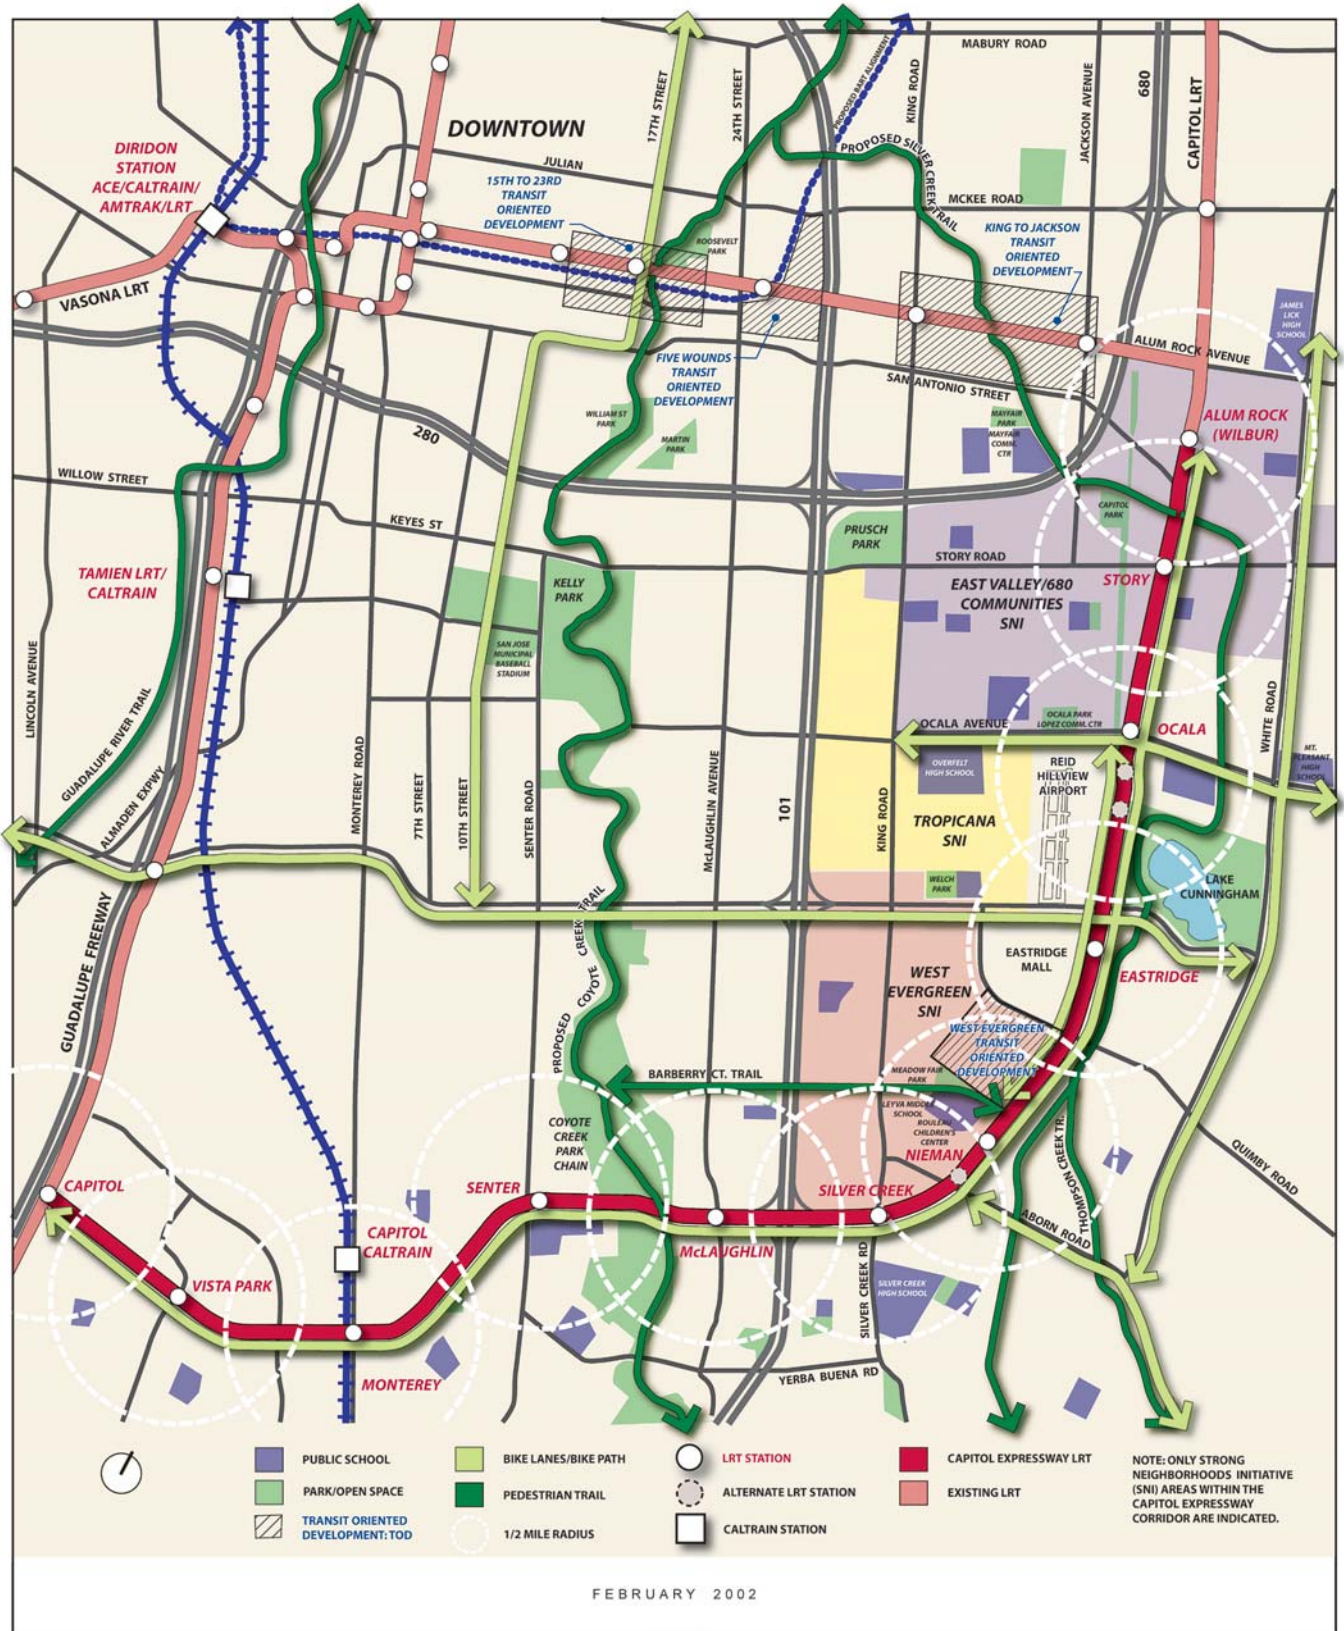 MABURY ROAD
680
CAPITOL LRT
JACKSON AVENUE
KING ROAD
PROPOSED BART ALIGNMENT
24TH STREET
17TH STREET
DOWNTOWN
DIRIDON
STATION
ACE/CALTRAIN/
AMTRAK/LRT
JULIAN
PROPOSED SILVER
CREEK TRAIL
15TH TO 23RD
TRANSIT
ORIENTED
DEVELOPMENT
MCKEE ROAD
ROOSEVELT
PARK
KING TO JACKSON
TRANSIT
ORIENTED
DEVELOPMENT
VASONA LRT
JAMES
LICK
HIGH
SCHOOL
ALUM ROCK AVENUE
FIVE WOUNDS
TRANSIT
ORIENTED
DEVELOPMENT
SAN ANTONIO STREET
WILLIAM ST
PARK
MARTIN
PARK
MAYFAIR
PARK
MAYFAIR
COMM.
CTR
ALUM ROCK
(WILBUR)
280
WILLOW STREET
KEYES ST
CAPITOL
PARK
PRUSCH
PARK
STORY ROAD
STORY
TAMIEN LRT/
CALTRAIN
KELLY
PARK
EAST VALLEY/680
COMMUNITIES
SNI
SAN JOSE
MUNICIPAL
BASEBALL
STADIUM
LINCOLN AVENUE
GUADALUPE RIVER TRAIL
ALMADEN EXPWY
MONTEREY ROAD
7TH STREET
10TH STREET
SENTER ROAD
McLAUGHLIN AVENUE
101
KING ROAD
WHITE ROAD
OCALA PARK
LOPEZ COMM. CTR
OCALA AVENUE
OCALA
OVERFELT
HIGH SCHOOL
REID
HILLVIEW
AIRPORT
MT.
PLEASANT
HIGH
SCHOOL
TROPICANA
SNI
WELCH
PARK
LAKE
CUNNINGHAM
GUADALUPE FREEWAY
PROPOSED COYOTE CREEK TRAIL
WEST
EVERGREEN
SNI
EASTRIDGE
MALL
EASTRIDGE
WEST EVERGREEN
TRANSIT
ORIENTED
DEVELOPMENT
BARBERRY CT. TRAIL
MEADOW FAIR
PARK
LEYVA MIDDLE
SCHOOL
ROULEAU
CHILDREN'S
CENTER
NIEMAN
COYOTE
CREEK
PARK
CHAIN
QUIMBY ROAD
THOMPSON CREEK TR.
ABORN ROAD
CAPITOL
SENTER
SILVER CREEK
CAPITOL
CALTRAIN
McLAUGHLIN
VISTA PARK
SILVER CREEK RD
SILVER CREEK
HIGH SCHOOL
MONTEREY
YERBA BUENA RD
PUBLIC SCHOOL
PARK/OPEN SPACE
TRANSIT ORIENTED
DEVELOPMENT: TOD
BIKE LANES/BIKE PATH
PEDESTRIAN TRAIL
1/2 MILE RADIUS
LRT STATION
ALTERNATE LRT STATION
CALTRAIN STATION
CAPITOL EXPRESSWAY LRT
EXISTING LRT
NOTE: ONLY STRONG
NEIGHBORHOODS INITIATIVE
(SNI) AREAS WITHIN THE
CAPITOL EXPRESSWAY
CORRIDOR ARE INDICATED.
FEBRUARY 2002